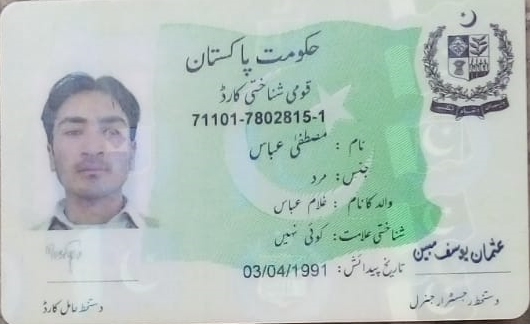 حکومت پاکستان
قومی شناختی کارڈ
71101-7802815-1
نام : مصطفیٰ عباس
جنس: مرد
والد کا نام : غلام عباس
شناختی علامت: کوئی نہیں
تاریخ پیدائش: 03/04/1991
عثمان یوسف مبین
دستخط رجسٹرار جنرل
دستخط حامل کارڈ